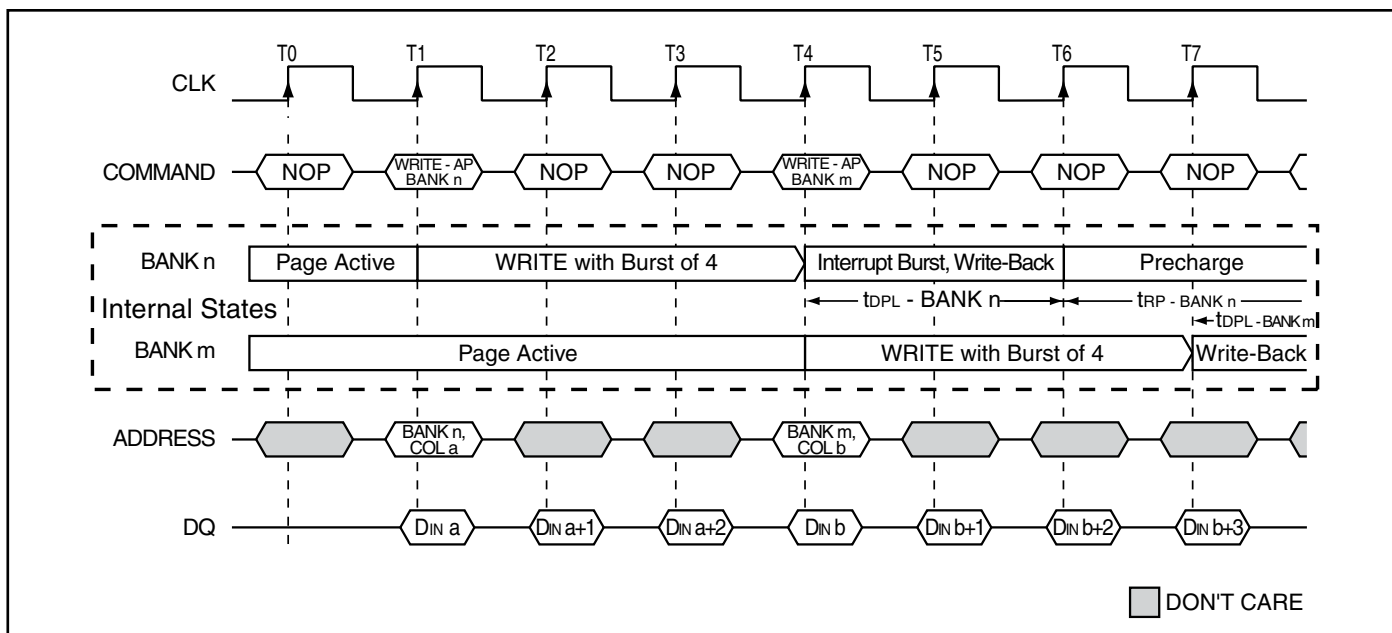 T0 T1 T2 T3 T4 T5 T6 T7
CLK
COMMAND NOP WRITE - AP BANK n NOP NOP WRITE - AP BANK m NOP NOP NOP
BANK n Page Active WRITE with Burst of 4 Interrupt Burst, Write-Back Precharge
tDPL - BANK n tRP - BANK n
Internal States
tDPL - BANK m
BANK m Page Active WRITE with Burst of 4 Write-Back
ADDRESS BANK n, COL a BANK m, COL b
DQ DIN a DIN a+1 DIN a+2 DIN b DIN b+1 DIN b+2 DIN b+3
DON'T CARE